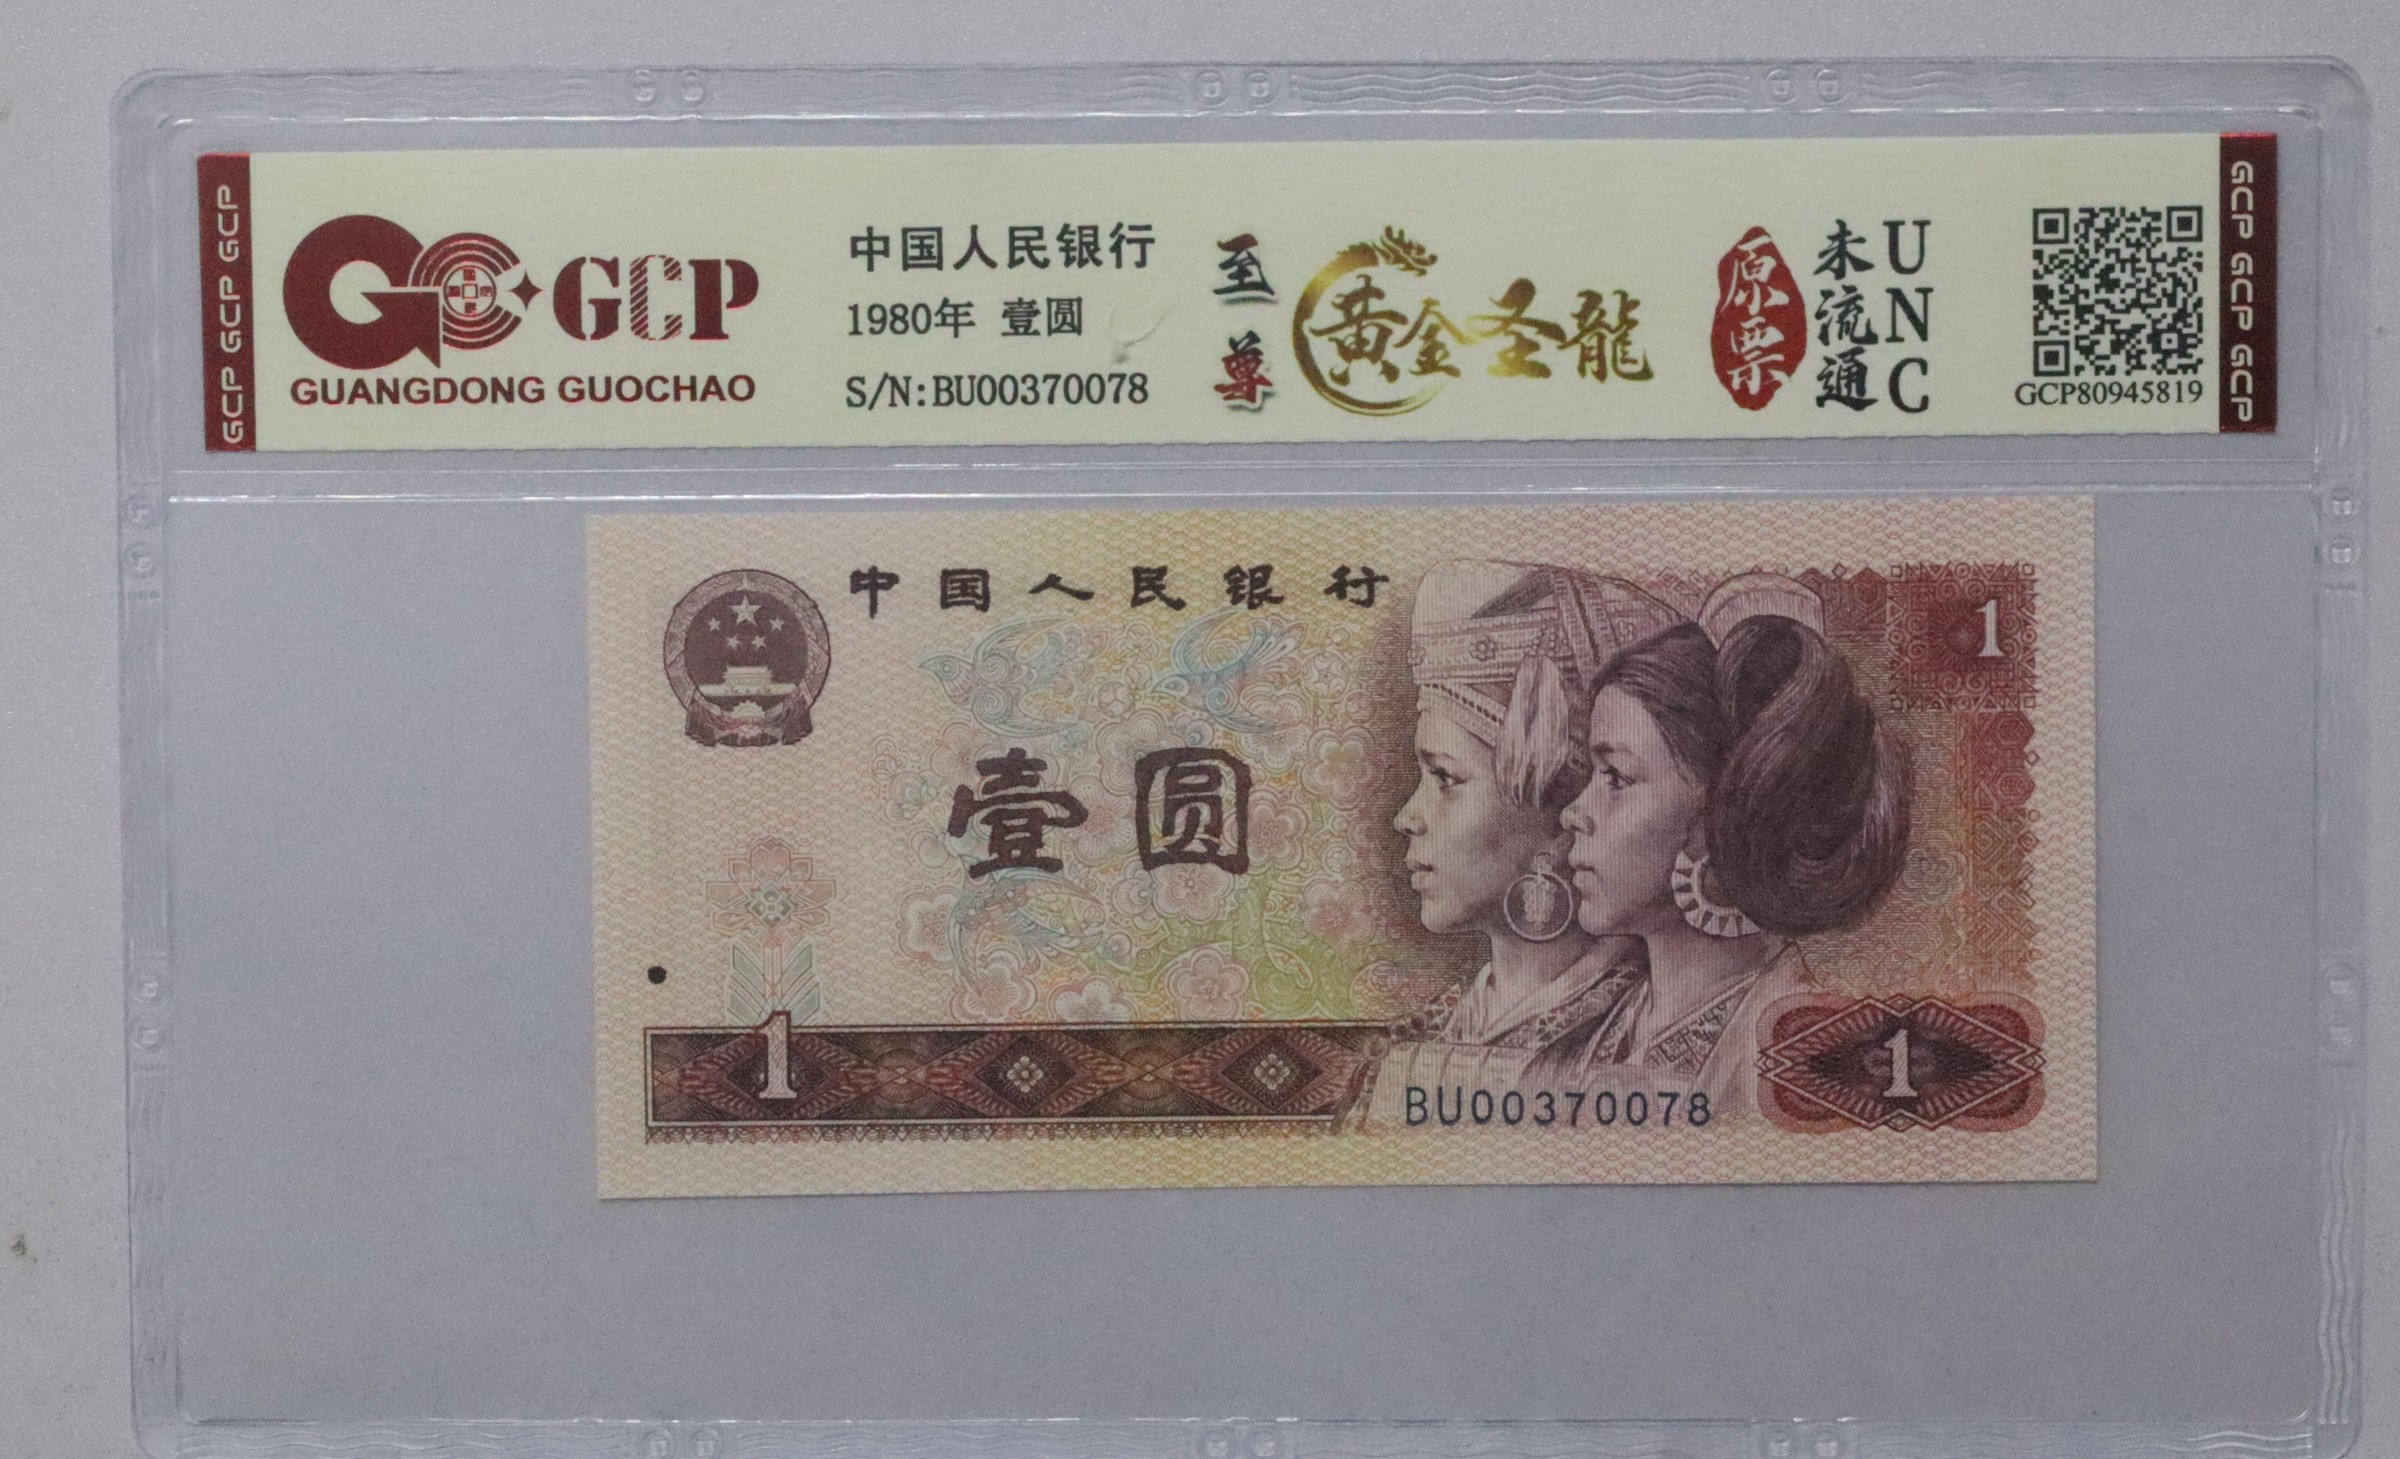 GCP GCP GCP
GCP
GUANGDONG GUOCHAO
中国人民银行
1980年 壹圆
S/N:BU00370078
至尊
黄金圣龍
原票
未流通
UNC
GCP80945819
GCP GCP GCP
中国人民银行
1
壹圆
1
1
BU00370078